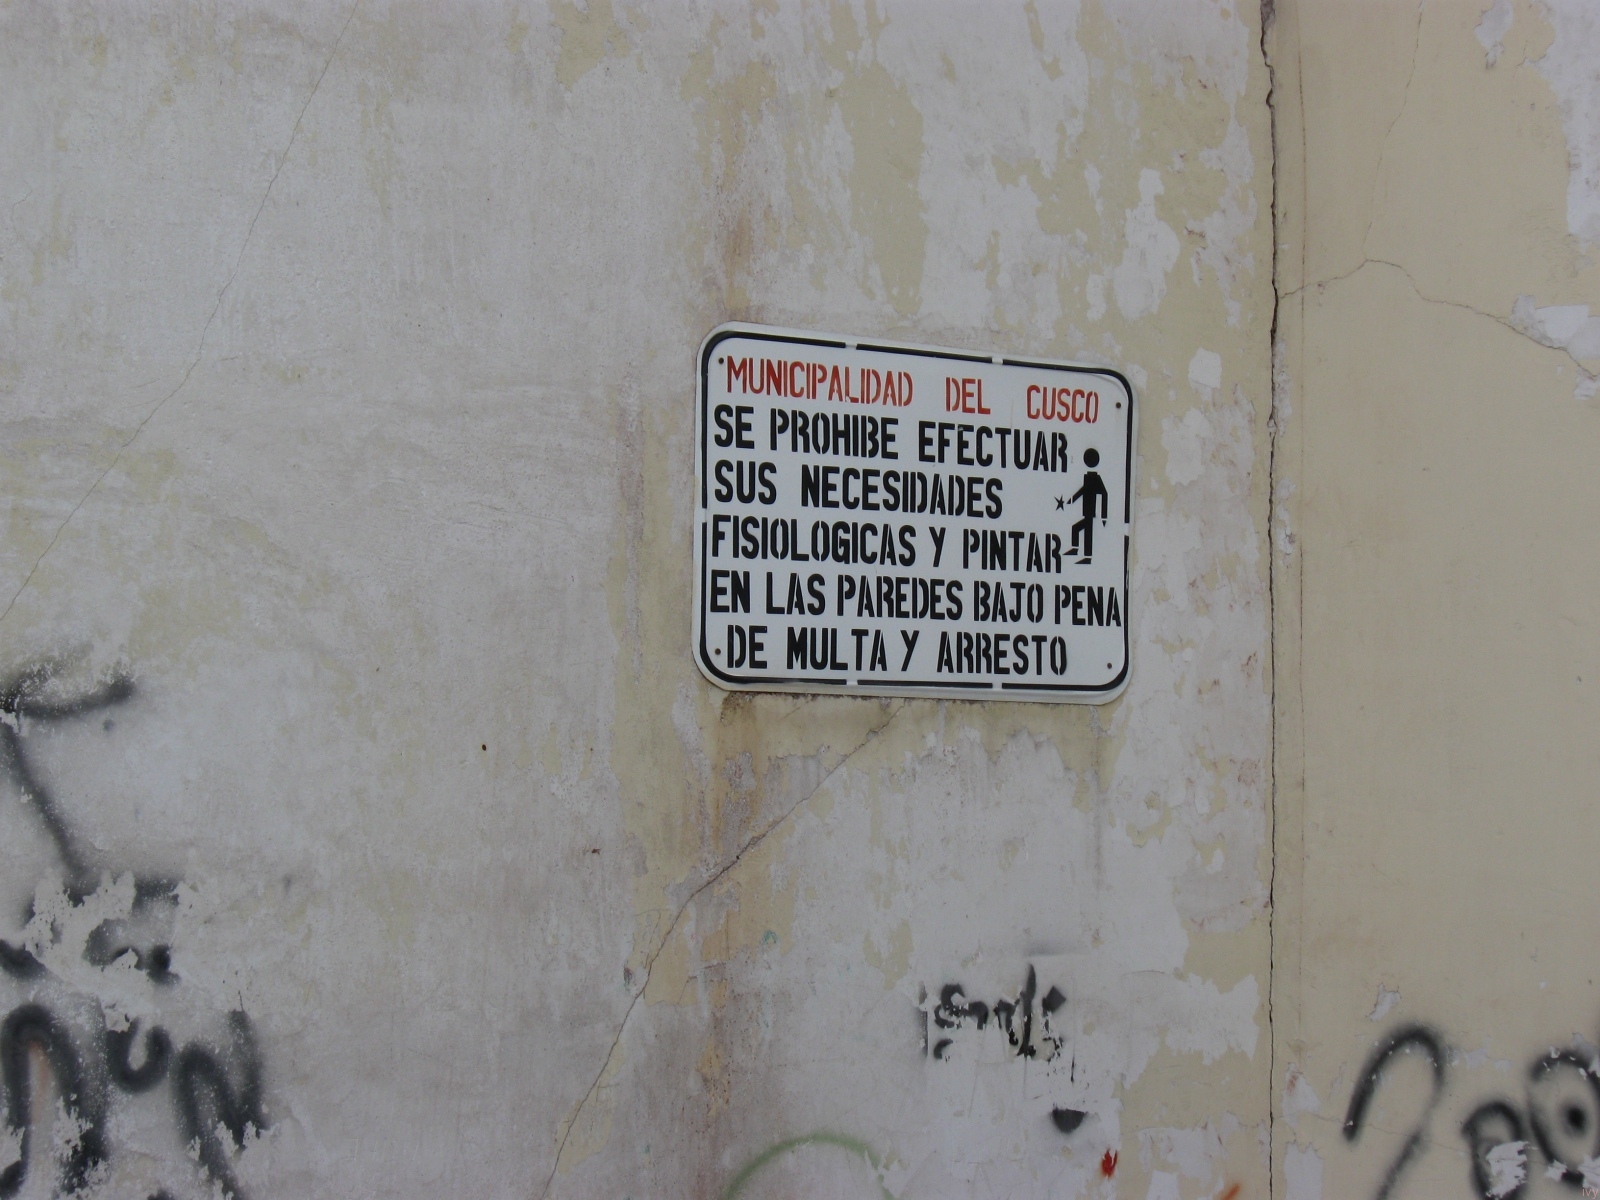 MUNICIPALIDAD DEL CUSCO
SE PROHIBE EFECTUAR
SUS NECESIDADES
FISIOLOGICAS Y PINTAR
EN LAS PAREDES BAJO PENA
DE MULTA Y ARRESTO